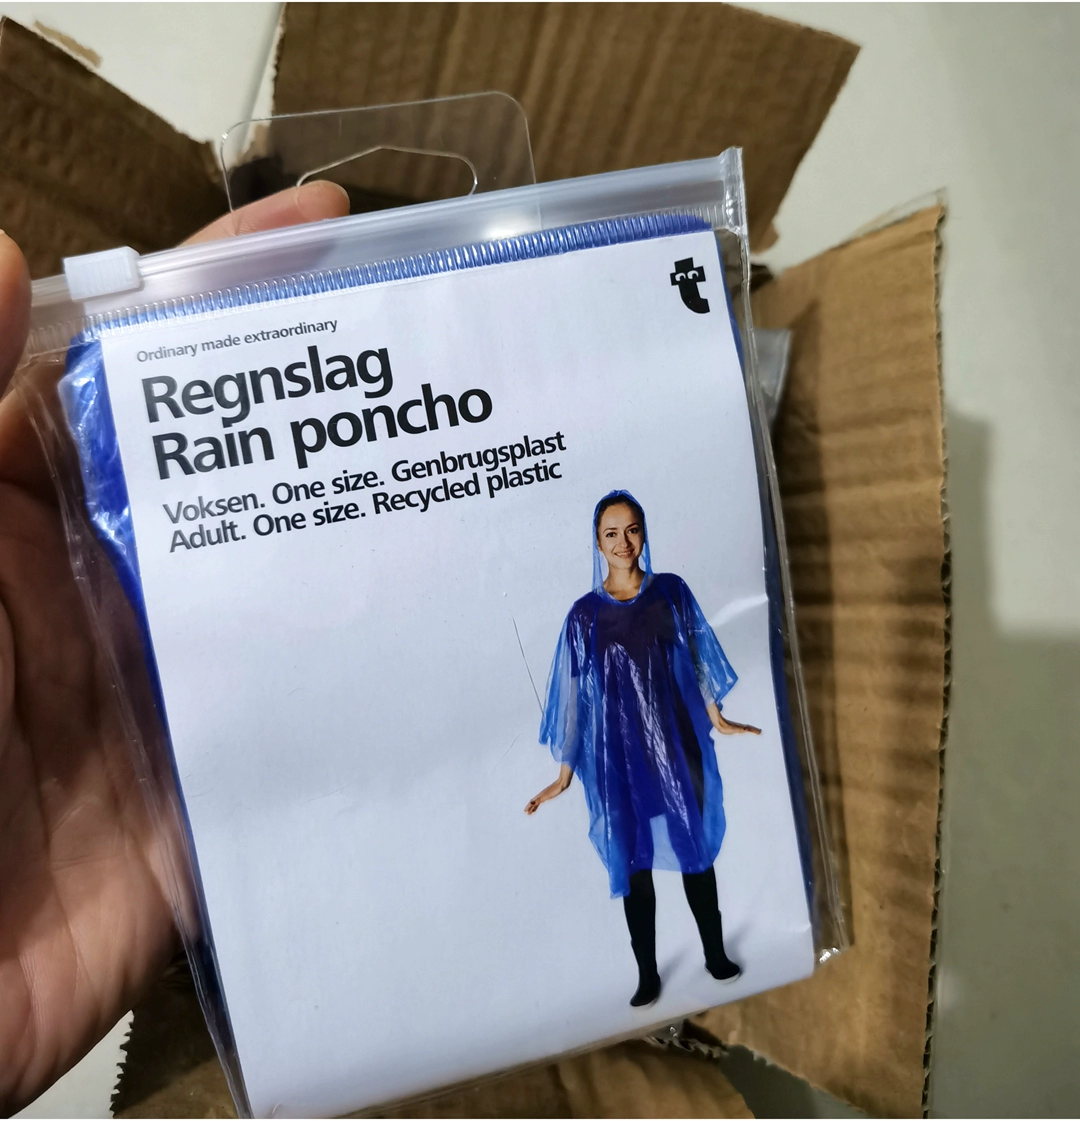 Ordinary made extraordinary
Regnslag
Rain poncho
Voksen. One size. Genbrugsplast
Adult. One size. Recycled plastic
t